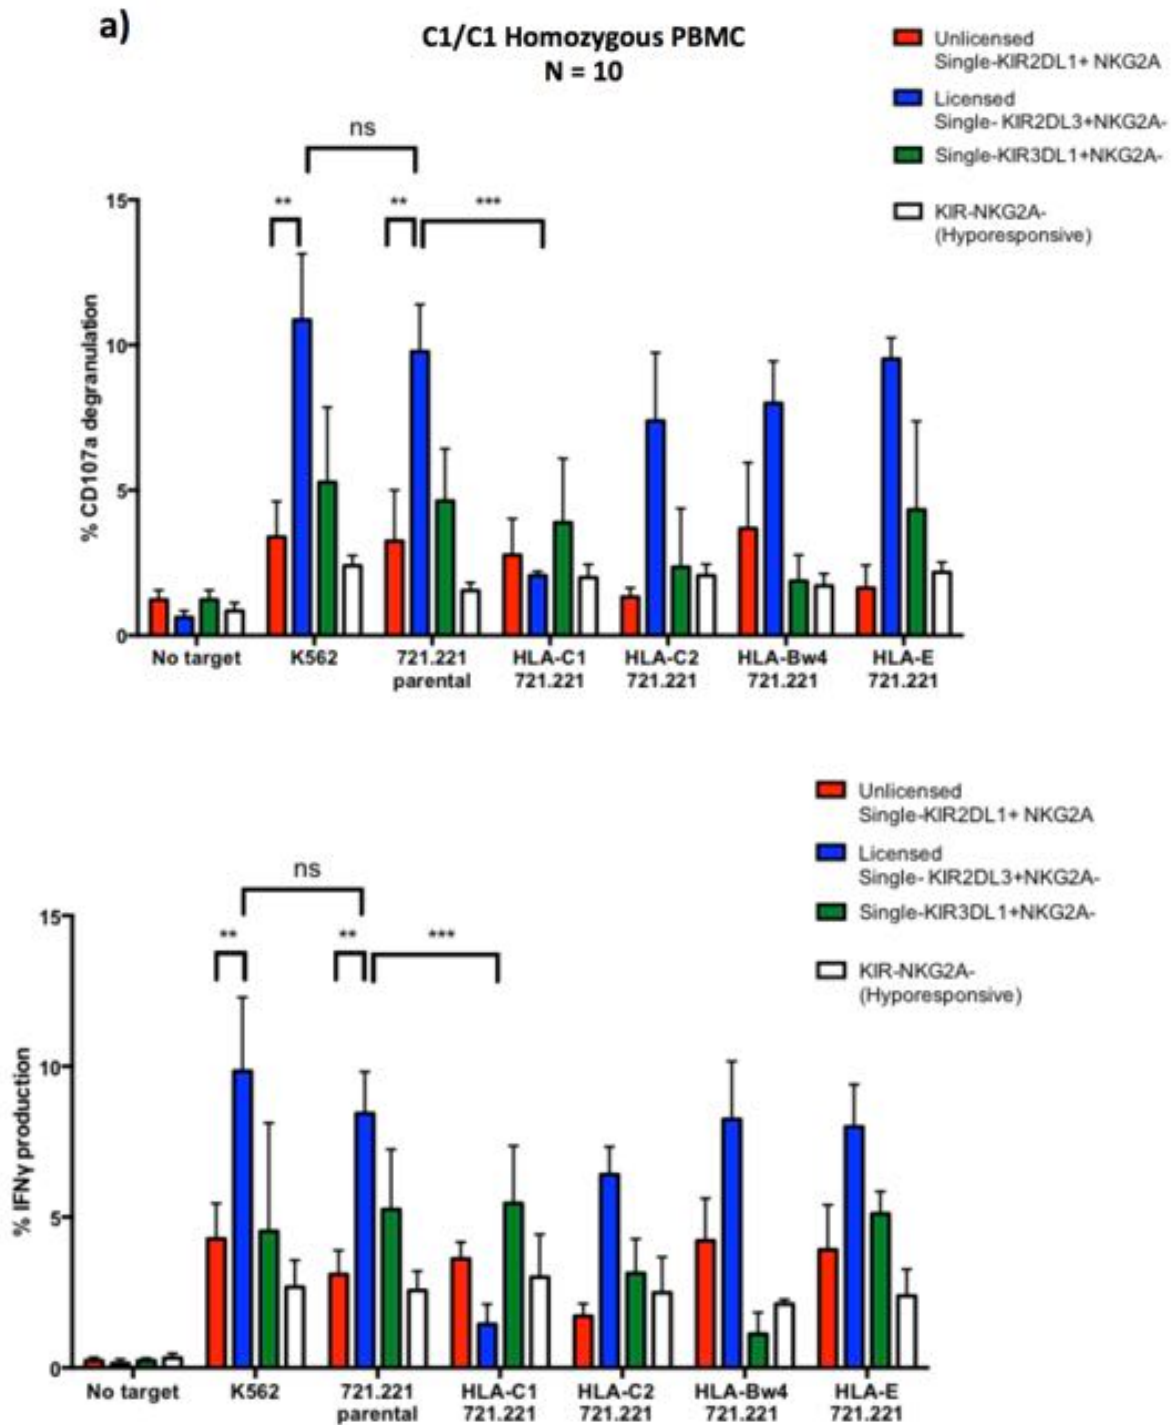 a)
C1/C1 Homozygous PBMC
N = 10
Unlicensed
Single-KIR2DL1+ NKG2A
Licensed
Single- KIR2DL3+NKG2A-
Single-KIR3DL1+NKG2A-
KIR-NKG2A-
(Hyporesponsive)
ns
** ** ***
% CD107a degranulation
15
10
5
0
No target K562 721.221 HLA-C1 HLA-C2 HLA-Bw4 HLA-E
parental 721.221 721.221 721.221 721.221
Unlicensed
Single-KIR2DL1+ NKG2A
Licensed
Single- KIR2DL3+NKG2A-
Single-KIR3DL1+NKG2A-
KIR-NKG2A-
(Hyporesponsive)
ns
** ** ***
% IFNγ production
15
10
5
0
No target K562 721.221 HLA-C1 HLA-C2 HLA-Bw4 HLA-E
parental 721.221 721.221 721.221 721.221